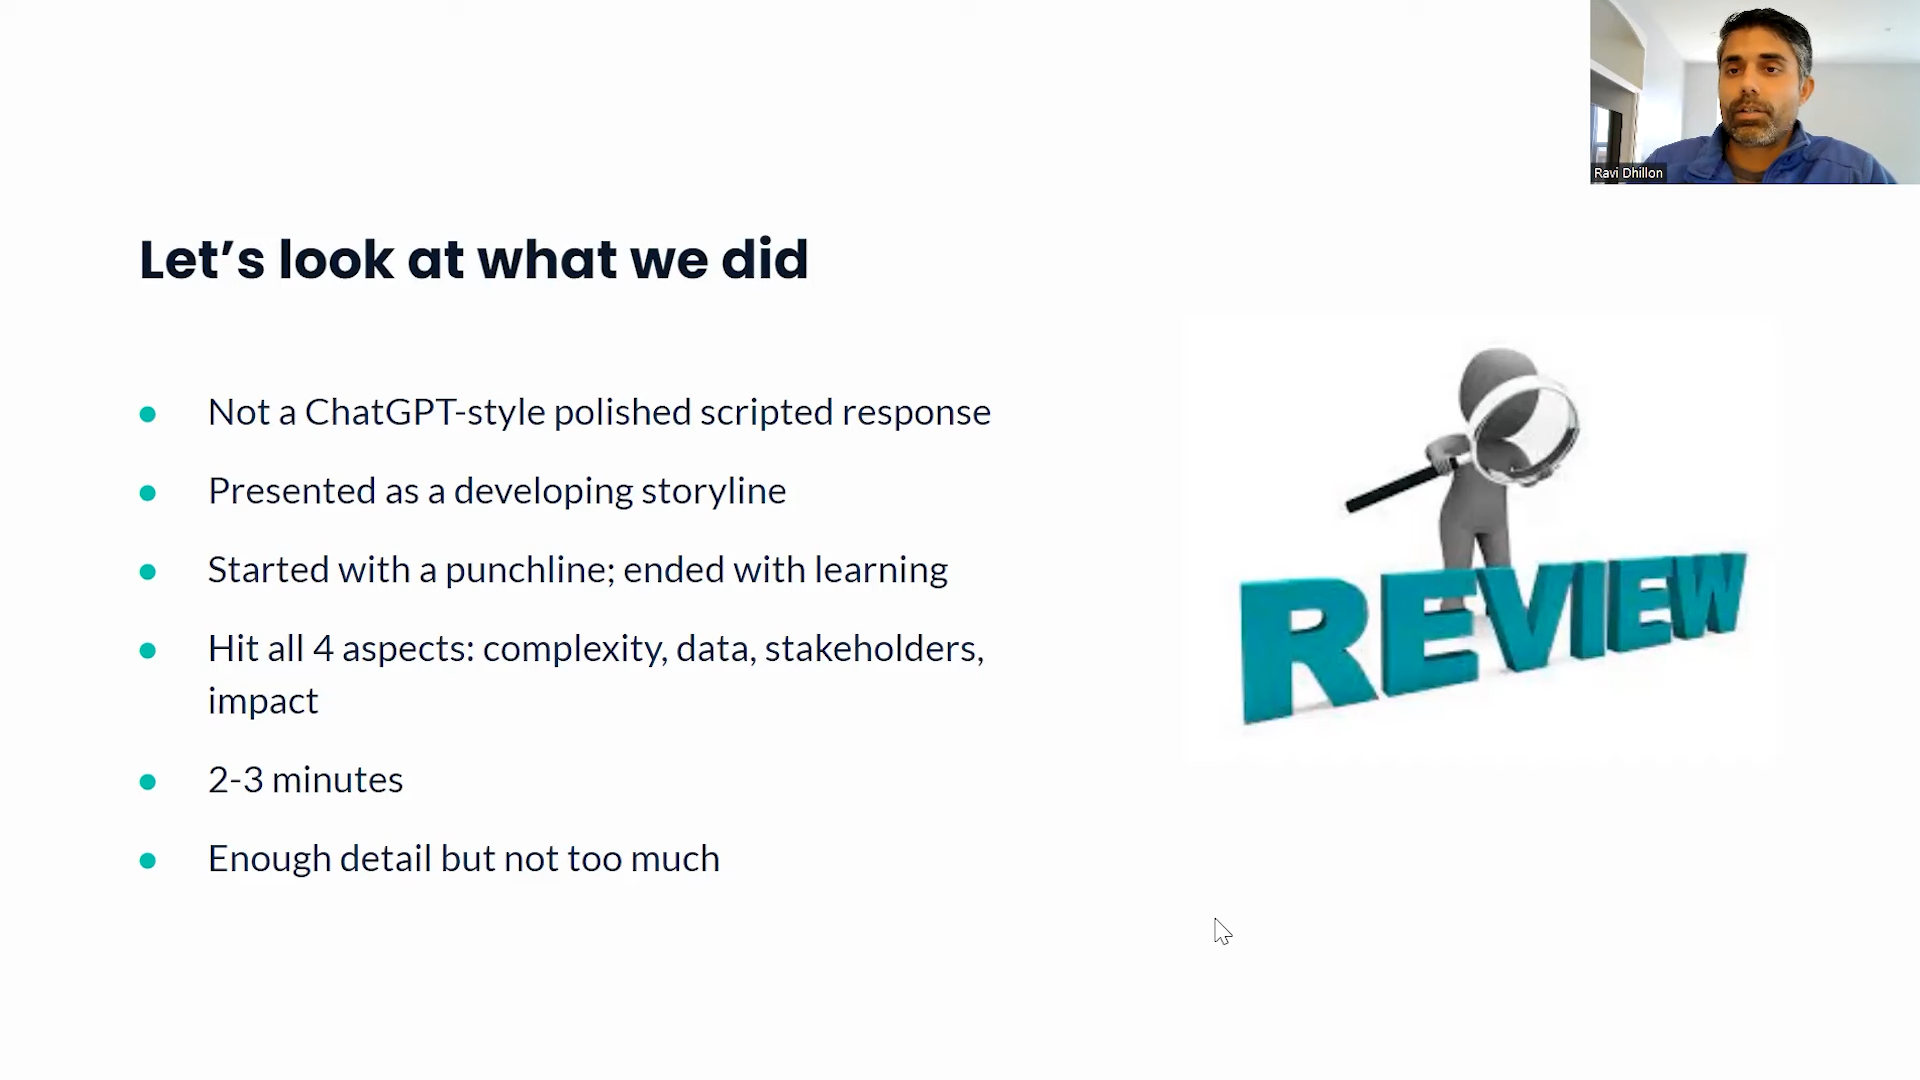 Ravi Dhillon
Let’s look at what we did
Not a ChatGPT-style polished scripted response
Presented as a developing storyline
Started with a punchline; ended with learning
Hit all 4 aspects: complexity, data, stakeholders,
impact
2-3 minutes
Enough detail but not too much
REVIEW